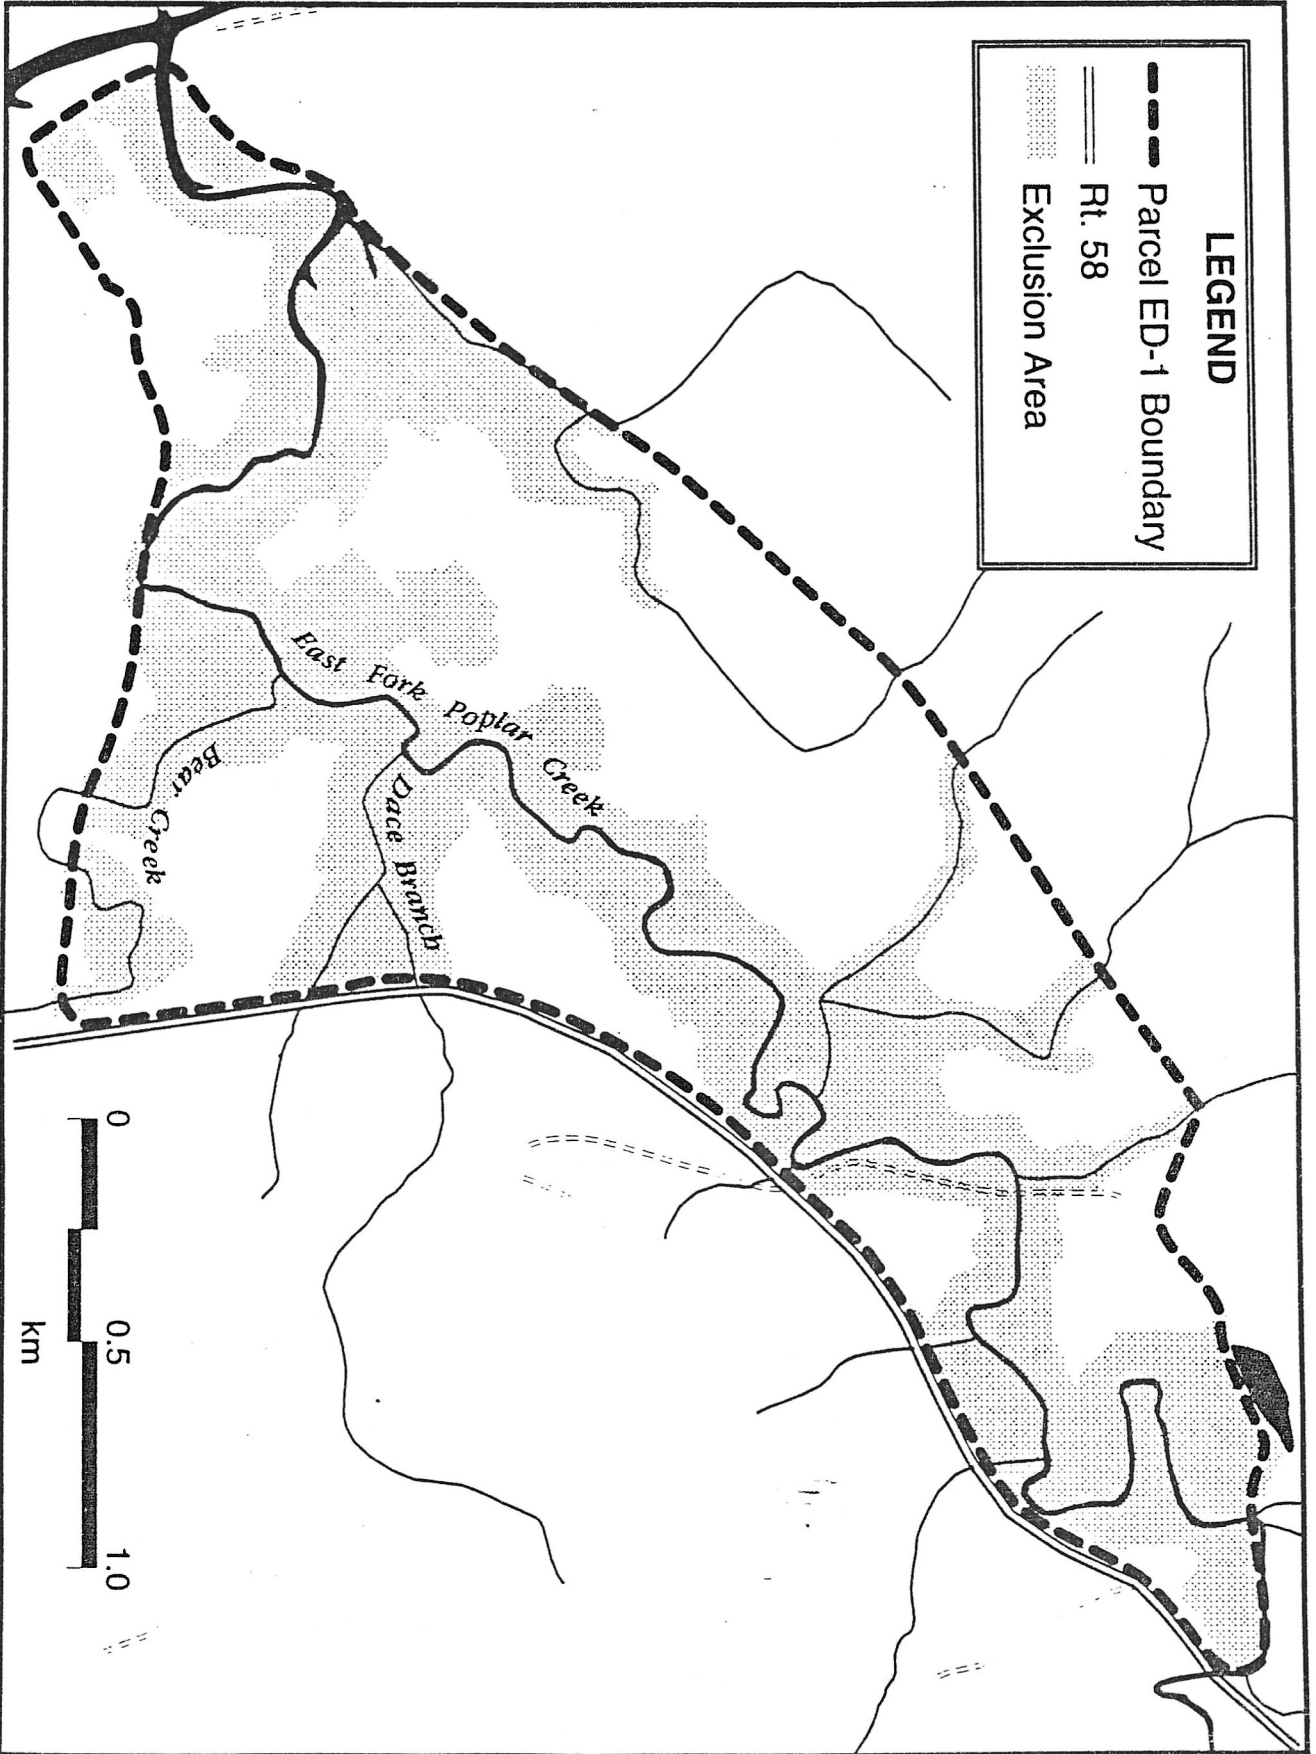 LEGEND
Parcel ED-1 Boundary
Rt. 58
Exclusion Area
East Fork Poplar Creek
Bear Creek
Dace Branch
0 0.5 1.0
km